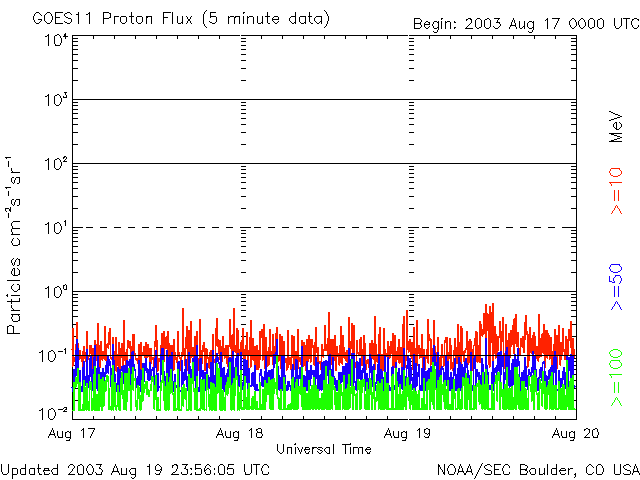 GOES11 Proton Flux (5 minute data)
Begin: 2003 Aug 17 0000 UTC
Particles cm⁻²s⁻¹sr⁻¹
10⁴
10³
10²
10¹
10⁰
10⁻¹
10⁻²
Aug 17
Aug 18
Aug 19
Aug 20
Universal Time
MeV
>=10
>=50
>=100
Updated 2003 Aug 19 23:56:05 UTC
NOAA/SEC Boulder, CO USA